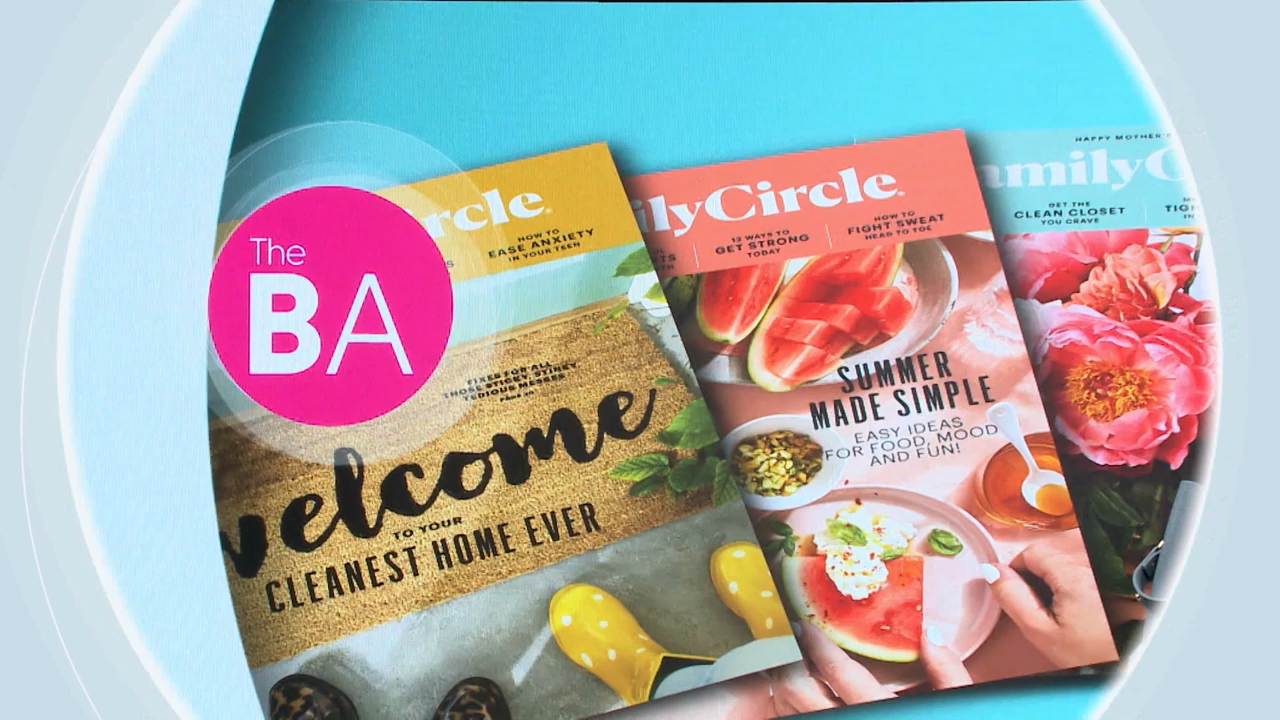 The
BA
rcle
HOW TO
EASE ANXIETY
IN YOUR TEEN
FIXES FOR ALL
THOSE STICKY, STINKY
TEDIOUS MESSES
welcome
TO YOUR
CLEANEST HOME EVER
ilyCircle
12 WAYS TO
GET STRONG
TODAY
HOW TO
FIGHT SWEAT
HEAD TO TOE
SUMMER
MADE SIMPLE
EASY IDEAS
FOR FOOD, MOOD
AND FUN!
HAPPY MOTHER'S
amilyC
GET THE
CLEAN CLOSET
YOU CRAVE